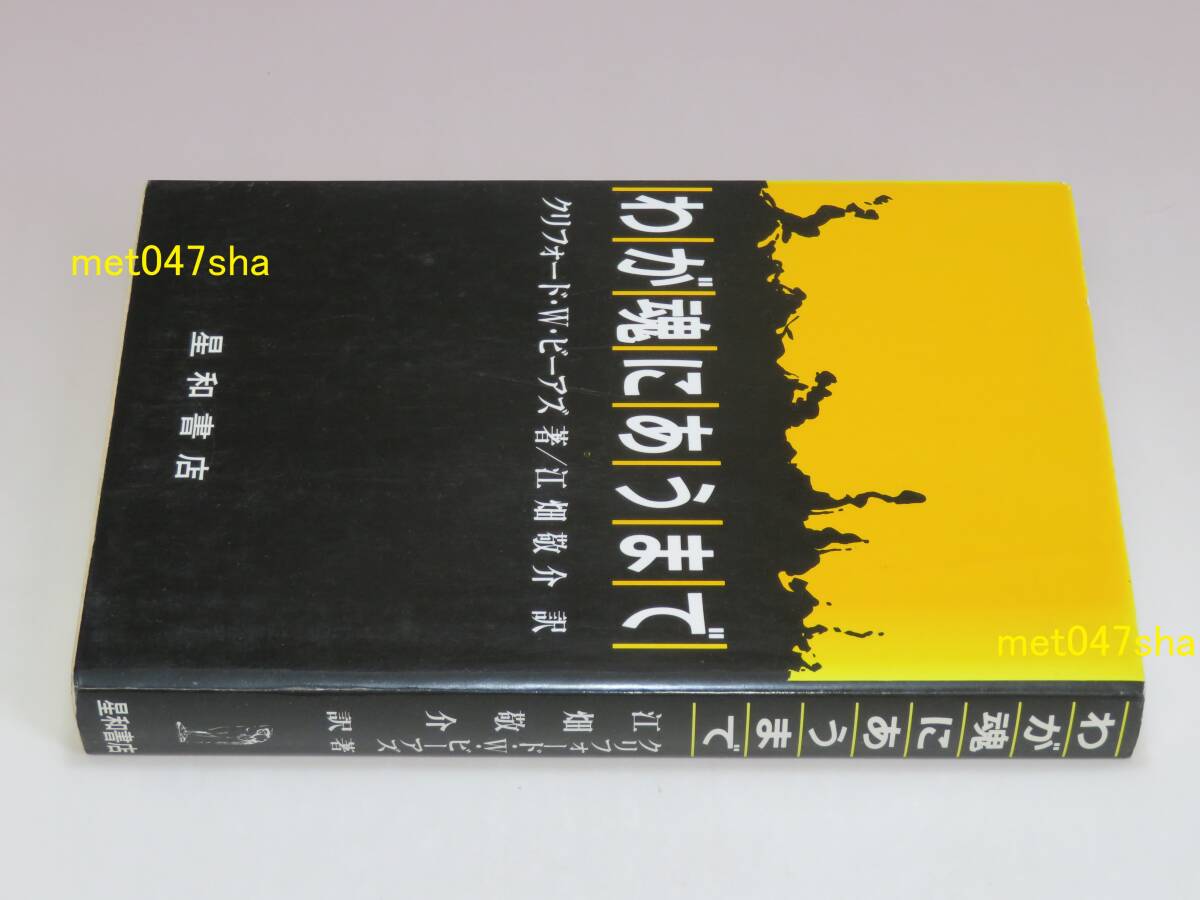 わが魂にあうまで
クリフォード・W・ビーアズ著/江畑敬介訳
星和書店
わが魂にあうまで
クリフォード・W・ビーアズ 著
江畑敬介 訳
星和書店
met047sha
met047sha